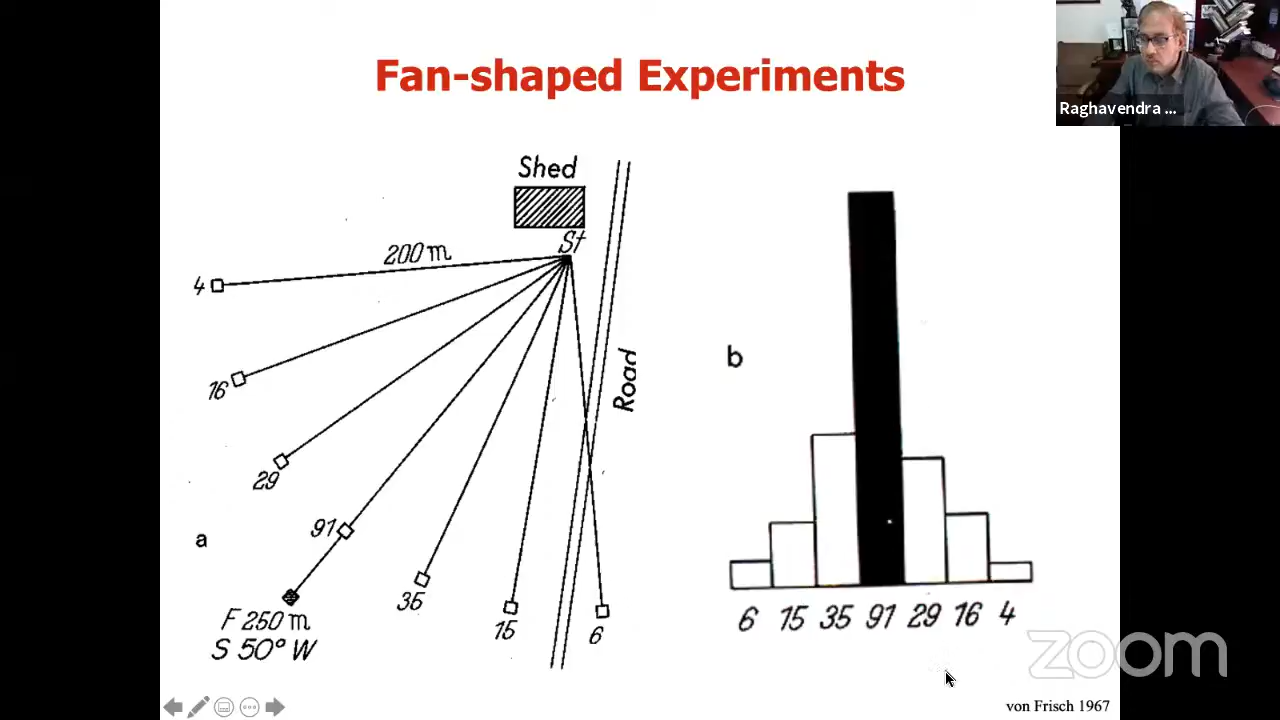 Fan-shaped Experiments
Raghavendra ...
Shed
St
200 m
4
16
29
91
35
15
6
Road
a
F 250 m
S 50° W
b
6 15 35 91 29 16 4
zoom
von Frisch 1967